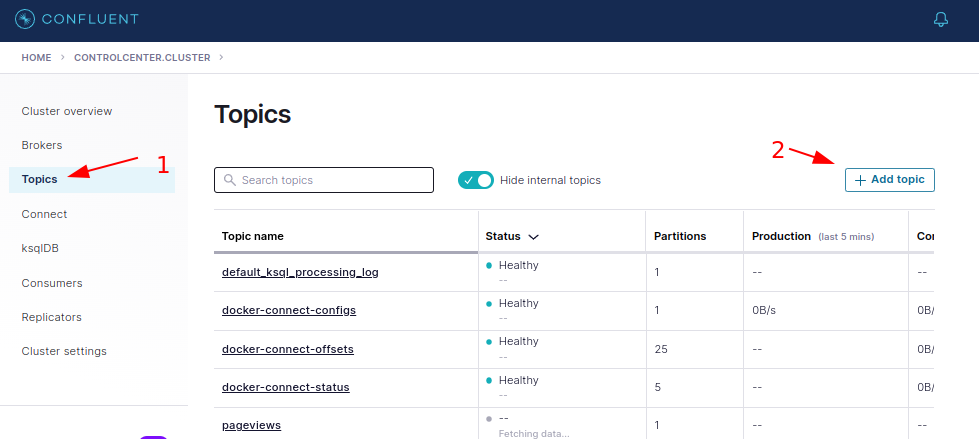 CONFLUENT
HOME > CONTROLCENTER.CLUSTER >
Cluster overview
Brokers
Topics
Connect
ksqlDB
Consumers
Replicators
Cluster settings
1
Topics
2
Search topics
Hide internal topics
+ Add topic
Topic name Status Partitions Production (last 5 mins) Con
default_ksql_processing_log Healthy 1 -- --
--
docker-connect-configs Healthy 1 0B/s 0B/
--
docker-connect-offsets Healthy 25 -- 0B/
--
docker-connect-status Healthy 5 -- 0B/
--
pageviews -- 1 -- --
Fetching data...